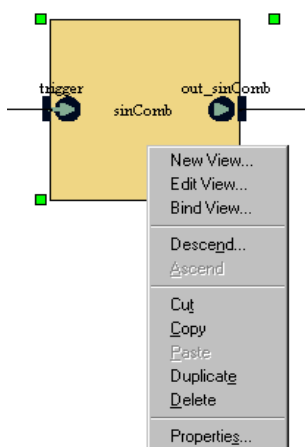 trigger
out_sinComb
sinComb
New View...
Edit View...
Bind View...
Descend...
Ascend
Cut
Copy
Paste
Duplicate
Delete
Properties...